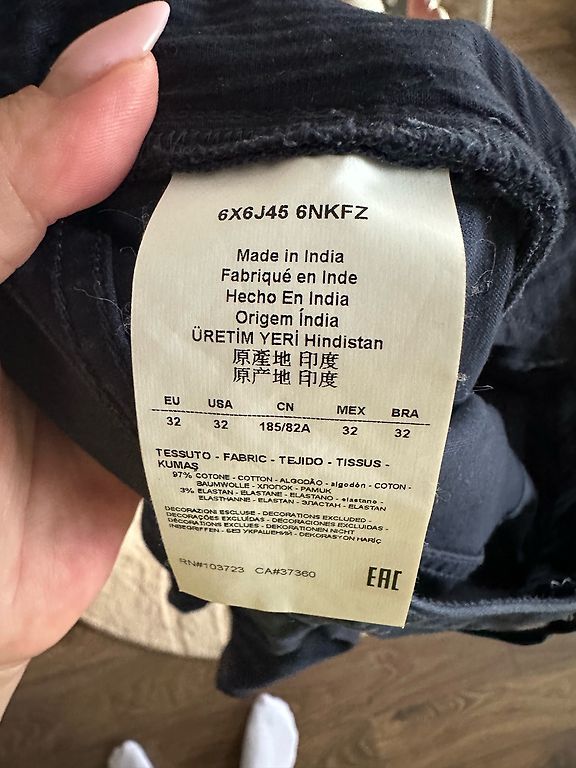 6X6J45 6NKFZ
Made in India
Fabriqué en Inde
Hecho En India
Origem Índia
ÜRETİM YERİ Hindistan
原產地 印度
原产地 印度
EU USA CN MEX BRA
32 32 185/82A 32 32
TESSUTO - FABRIC - TEJIDO - TISSUS -
KUMAŞ
97% COTONE - COTTON - ALGODÃO - algodón - COTON -
BAUMWOLLE - ХЛОПОК - PAMUK
3% ELASTAN - ELASTANE - ELASTANO - elastano -
ELASTHANNE - ELASTAN - ЭЛАСТАН - ELASTAN
DECORAZIONI ESCLUSE - DECORATIONS EXCLUDED -
DECORAÇÕES EXCLUÍDAS - DECORACIONES EXCLUIDAS -
DÉCORATIONS EXCLUES - DEKORATIONEN NICHT
INBEGRIFFEN - БЕЗ УКРАШЕНИЙ - DEKORASYON HARİÇ
RN#103723 CA#37360
EAC